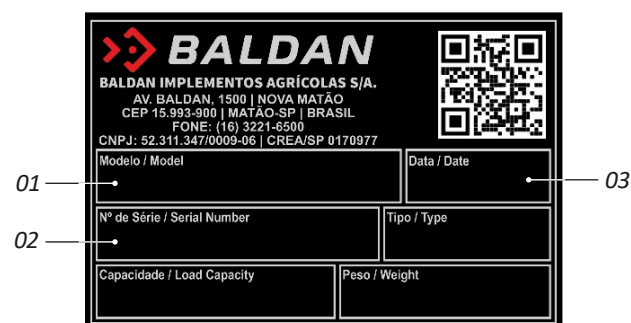 BALDAN
BALDAN IMPLEMENTOS AGRÍCOLAS S/A.
AV. BALDAN, 1500 | NOVA MATÃO
CEP 15.993-900 | MATÃO-SP | BRASIL
FONE: (16) 3221-6500
CNPJ: 52.311.347/0009-06 | CREA/SP 0170977
Modelo / Model
Data / Date
01
03
Nº de Série / Serial Number
Tipo / Type
02
Capacidade / Load Capacity
Peso / Weight